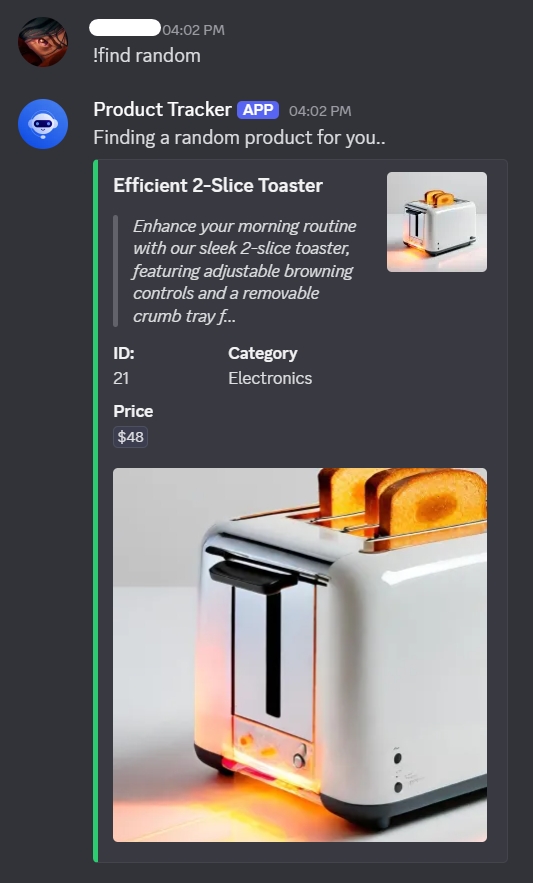 04:02 PM
!find random
Product Tracker APP 04:02 PM
Finding a random product for you..
Efficient 2-Slice Toaster
Enhance your morning routine
with our sleek 2-slice toaster,
featuring adjustable browning
controls and a removable
crumb tray f...
ID: Category
21 Electronics
Price
$48